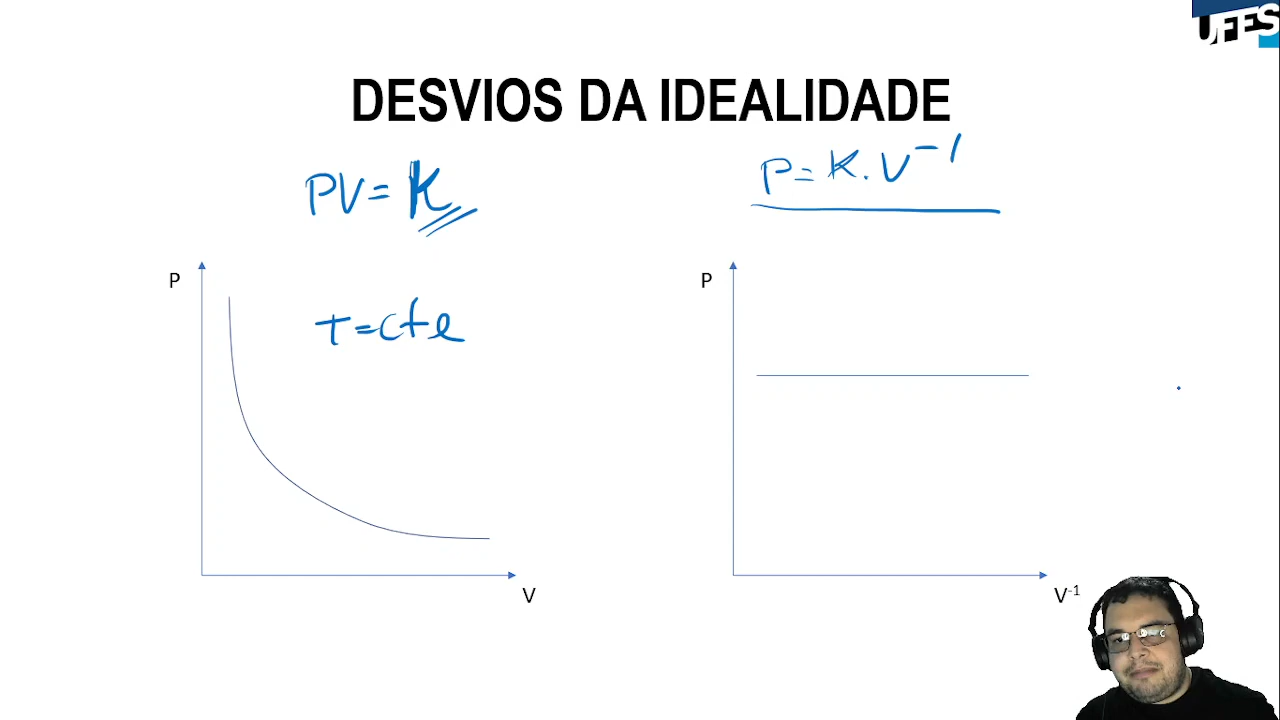 UFES
DESVIOS DA IDEALIDADE
PV = K
P = K . V⁻¹
P
T = cte
V
P
V⁻¹